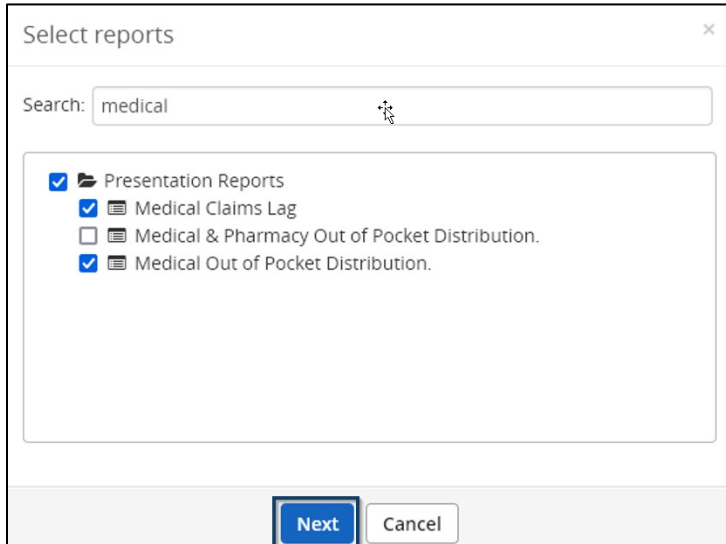 Select reports
×
Search: medical
Presentation Reports
Medical Claims Lag
Medical & Pharmacy Out of Pocket Distribution.
Medical Out of Pocket Distribution.
Next Cancel